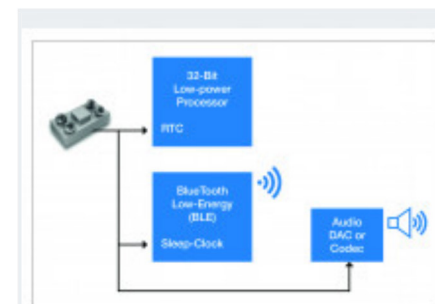 32-Bit
Low-power
Processor
RTC
BlueTooth
Low-Energy
(BLE)
Sleep-Clock
Audio
DAC or
Codec